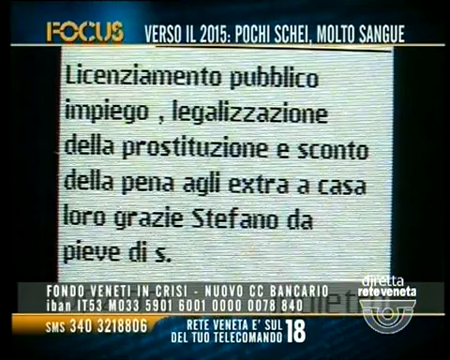 FOCUS VERSO IL 2015: POCHI SCHEI, MOLTO SANGUE
Licenziamento pubblico
impiego , legalizzazione
della prostituzione e sconto
della pena agli extra a casa
loro grazie Stefano da
pieve di s.
FONDO VENETI IN CRISI - NUOVO CC BANCARIO
iban IT53 M033 5901 6001 0000 0078 840
diretta
reteveneta
SMS 340 3218806
RETE VENETA E' SUL
DEL TUO TELECOMANDO 18